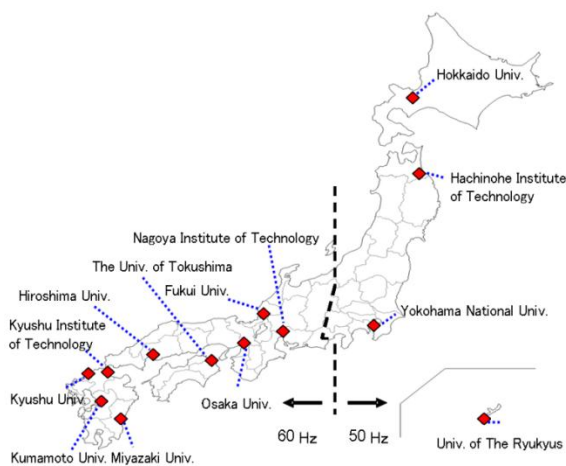 Hokkaido Univ.
Hachinohe Institute
of Technology
Nagoya Institute of Technology
The Univ. of Tokushima
Fukui Univ.
Hiroshima Univ.
Yokohama National Univ.
Kyushu Institute
of Technology
Kyushu Univ.
Osaka Univ.
60 Hz
50 Hz
Kumamoto Univ.
Miyazaki Univ.
Univ. of The Ryukyus